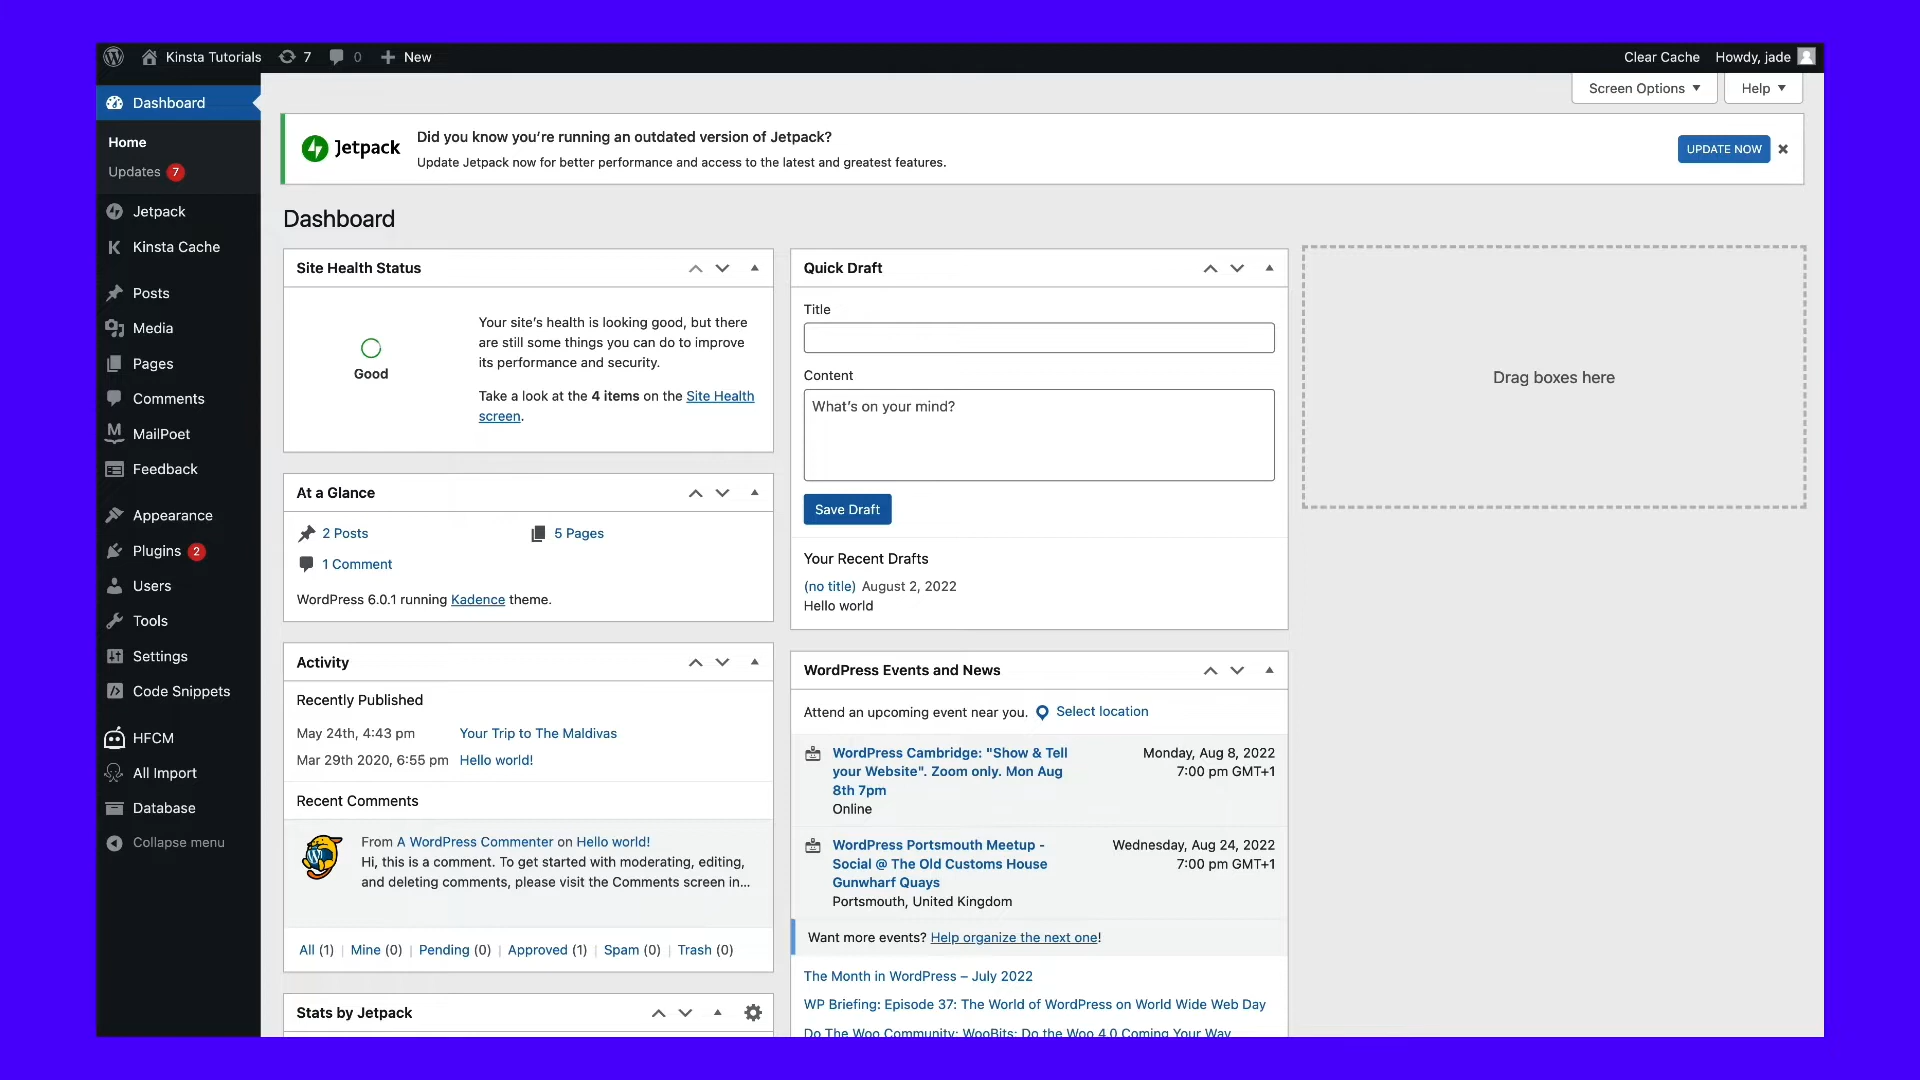 Kinsta Tutorials 7 0 New Clear Cache Howdy, jade
Dashboard
Home
Updates 7
Jetpack
Kinsta Cache
Posts
Media
Pages
Comments
MailPoet
Feedback
Appearance
Plugins 2
Users
Tools
Settings
Code Snippets
HFCM
All Import
Database
Collapse menu
Screen Options Help
Jetpack
Did you know you’re running an outdated version of Jetpack?
Update Jetpack now for better performance and access to the latest and greatest features.
UPDATE NOW
Dashboard
Site Health Status
Good
Your site’s health is looking good, but there
are still some things you can do to improve
its performance and security.
Take a look at the 4 items on the Site Health
screen.
At a Glance
2 Posts
5 Pages
1 Comment
WordPress 6.0.1 running Kadence theme.
Activity
Recently Published
May 24th, 4:43 pm Your Trip to The Maldivas
Mar 29th 2020, 6:55 pm Hello world!
Recent Comments
From A WordPress Commenter on Hello world!
Hi, this is a comment. To get started with moderating, editing,
and deleting comments, please visit the Comments screen in...
All (1) | Mine (0) | Pending (0) | Approved (1) | Spam (0) | Trash (0)
Stats by Jetpack
Quick Draft
Title
Content
What’s on your mind?
Save Draft
Your Recent Drafts
(no title) August 2, 2022
Hello world
WordPress Events and News
Attend an upcoming event near you. Select location
WordPress Cambridge: "Show & Tell
your Website". Zoom only. Mon Aug
8th 7pm
Online
Monday, Aug 8, 2022
7:00 pm GMT+1
WordPress Portsmouth Meetup -
Social @ The Old Customs House
Gunwharf Quays
Portsmouth, United Kingdom
Wednesday, Aug 24, 2022
7:00 pm GMT+1
Want more events? Help organize the next one!
The Month in WordPress – July 2022
WP Briefing: Episode 37: The World of WordPress on World Wide Web Day
Do The Woo Community: WooBits: Do the Woo 4.0 Coming Your Way
Drag boxes here